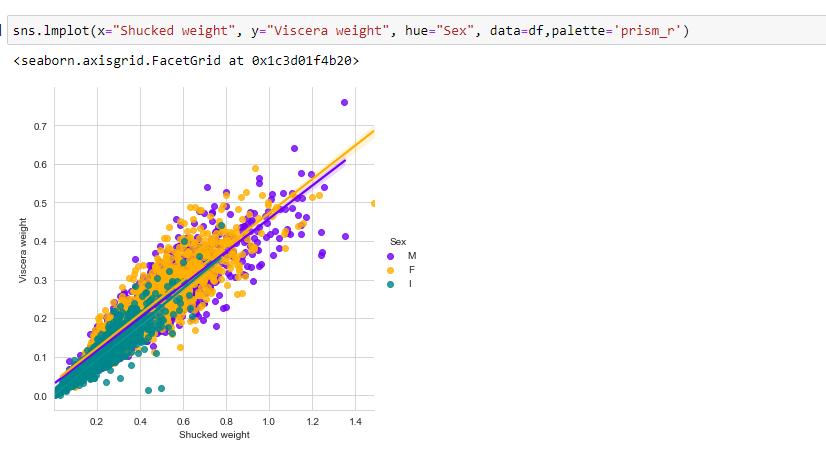 sns.lmplot(x="Shucked weight", y="Viscera weight", hue="Sex", data=df,palette='prism_r')
<seaborn.axisgrid.FacetGrid at 0x1c3d01f4b20>
0.7
0.6
0.5
0.4
0.3
0.2
0.1
0.0
Viscera weight
0.2 0.4 0.6 0.8 1.0 1.2 1.4
Shucked weight
Sex
M
F
I